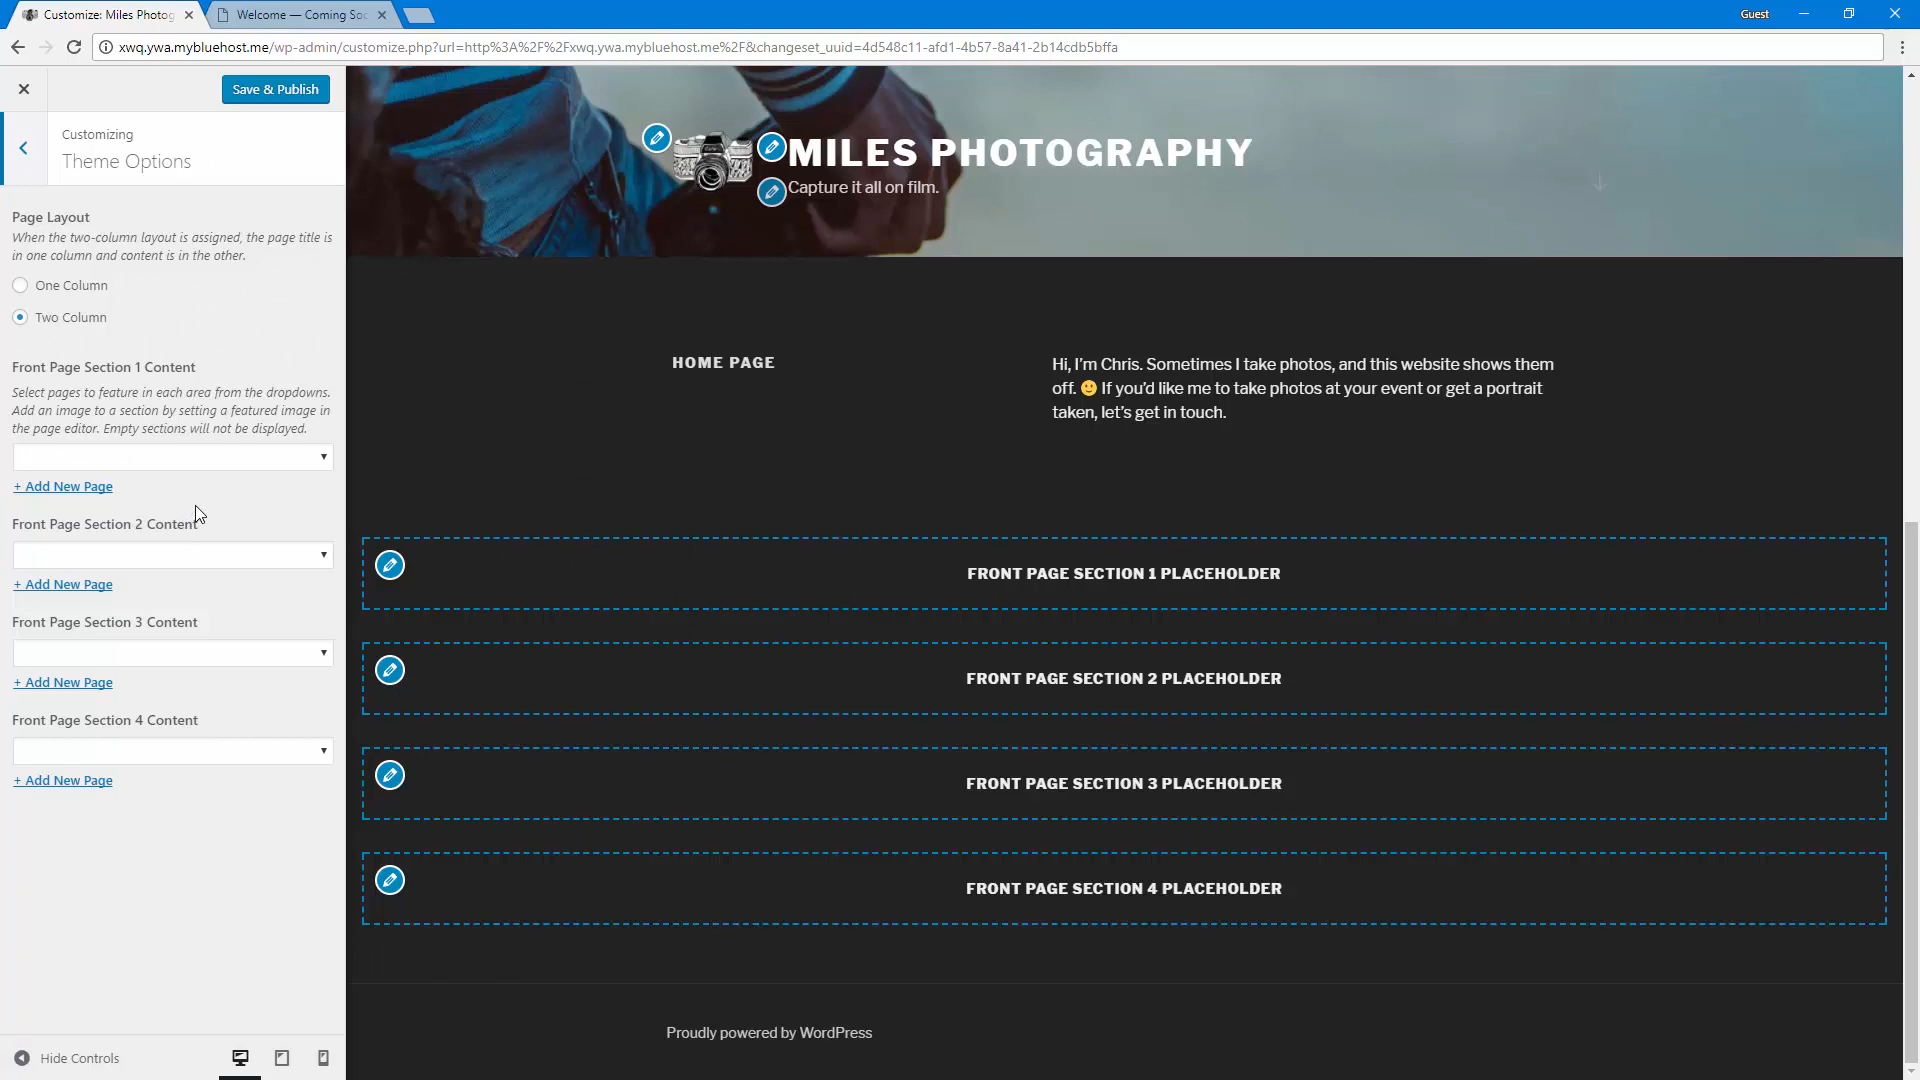 Customize: Miles Photog
Welcome — Coming Soo
Guest
xwq.ywa.mybluehost.me/wp-admin/customize.php?url=http%3A%2F%2Fxwq.ywa.mybluehost.me%2F&changeset_uuid=4d548c11-afd1-4b57-8a41-2b14cdb5bffa
Save & Publish
Customizing
Theme Options
Page Layout
When the two-column layout is assigned, the page title is
in one column and content is in the other.
One Column
Two Column
Front Page Section 1 Content
Select pages to feature in each area from the dropdowns.
Add an image to a section by setting a featured image in
the page editor. Empty sections will not be displayed.
+ Add New Page
Front Page Section 2 Content
+ Add New Page
Front Page Section 3 Content
+ Add New Page
Front Page Section 4 Content
+ Add New Page
Hide Controls
MILES PHOTOGRAPHY
Capture it all on film.
HOME PAGE
Hi, I'm Chris. Sometimes I take photos, and this website shows them
off. 🙂 If you'd like me to take photos at your event or get a portrait
taken, let's get in touch.
FRONT PAGE SECTION 1 PLACEHOLDER
FRONT PAGE SECTION 2 PLACEHOLDER
FRONT PAGE SECTION 3 PLACEHOLDER
FRONT PAGE SECTION 4 PLACEHOLDER
Proudly powered by WordPress